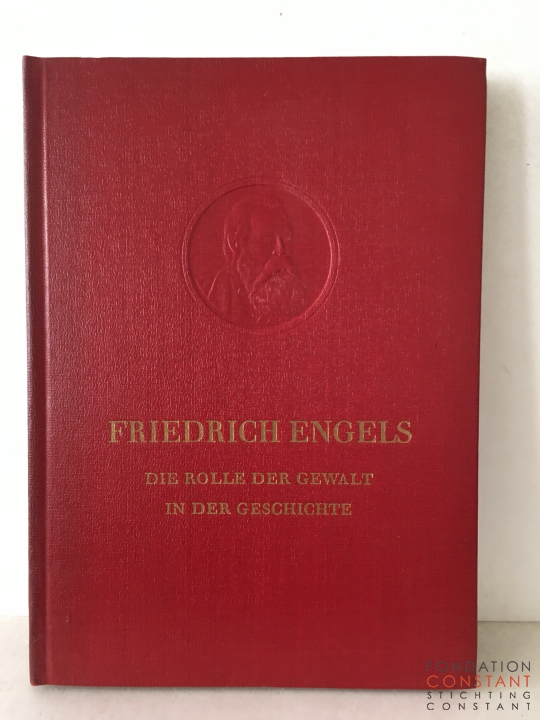 FRIEDRICH ENGELS
DIE ROLLE DER GEWALT
IN DER GESCHICHTE
FONDATION
CONSTANT
STICHTING
CONSTANT